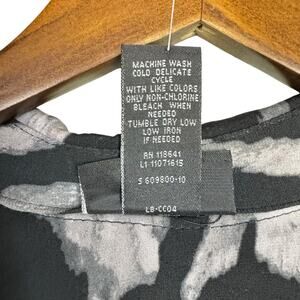 MACHINE WASH
COLD DELICATE
CYCLE
WITH LIKE COLORS
ONLY NON-CHLORINE
BLEACH WHEN
NEEDED
TUMBLE DRY LOW
LOW IRON
IF NEEDED
RN 118641
L1-11071615
S 609800-10
LB-CC04